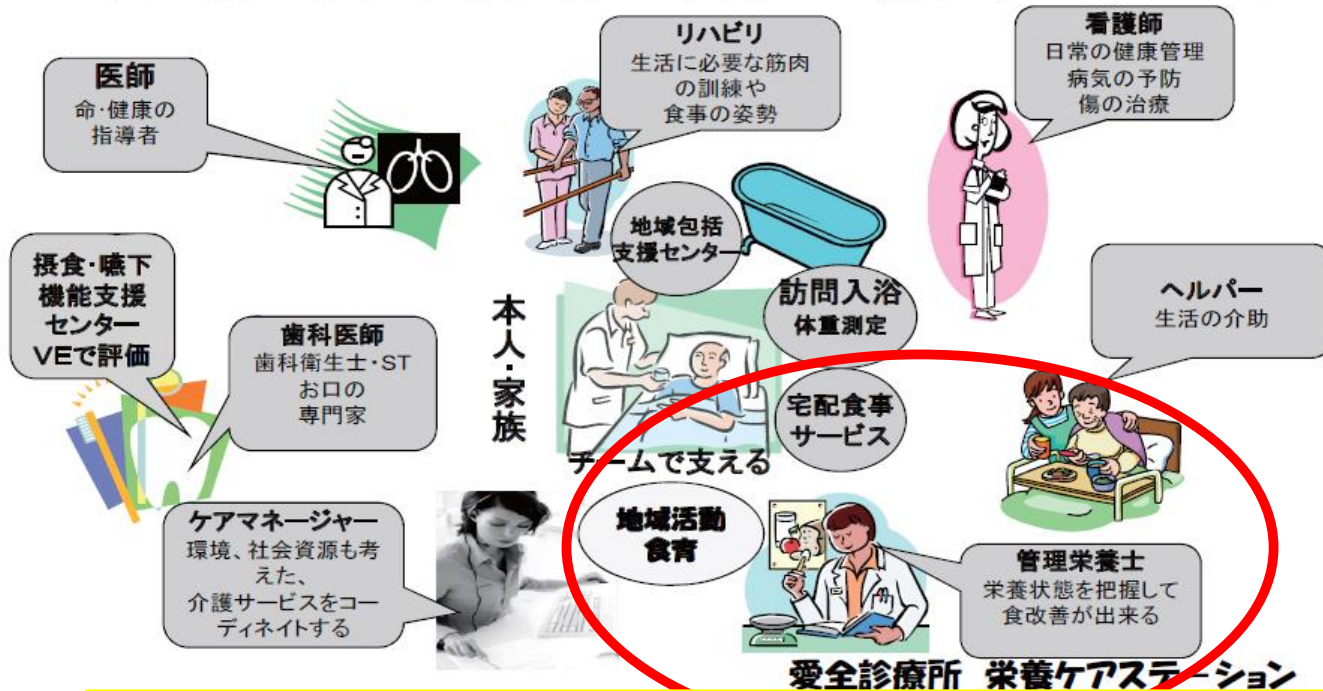 医師
命・健康の
指導者
リハビリ
生活に必要な筋肉
の訓練や
食事の姿勢
看護師
日常の健康管理
病気の予防
傷の治療
地域包括
支援センター
摂食・嚥下
機能支援
センター
VEで評価
歯科医師
歯科衛生士・ST
お口の
専門家
本人・家族
訪問入浴
体重測定
ヘルパー
生活の介助
宅配食事
サービス
チームで支える
ケアマネージャー
環境、社会資源も考
えた、
介護サービスをコー
ディネイトする
地域活動
食育
管理栄養士
栄養状態を把握して
食改善が出来る
愛全診療所 栄養ケアステーション